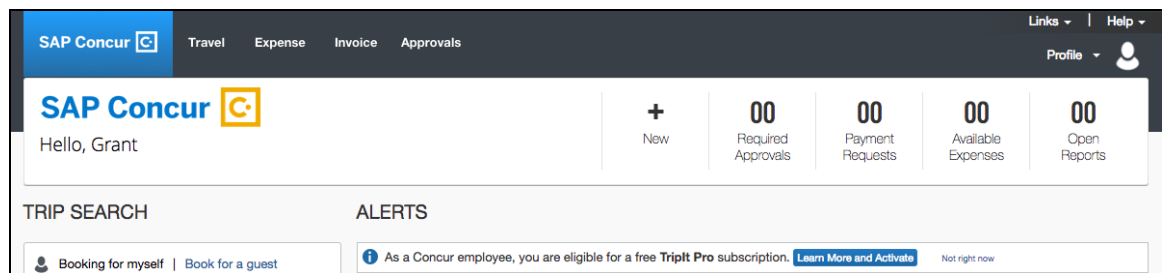 Links | Help
SAP Concur C Travel Expense Invoice Approvals
Profile
SAP Concur C
Hello, Grant
+
New
00
Required
Approvals
00
Payment
Requests
00
Available
Expenses
00
Open
Reports
TRIP SEARCH
Booking for myself | Book for a guest
ALERTS
As a Concur employee, you are eligible for a free TripIt Pro subscription. Learn More and Activate Not right now